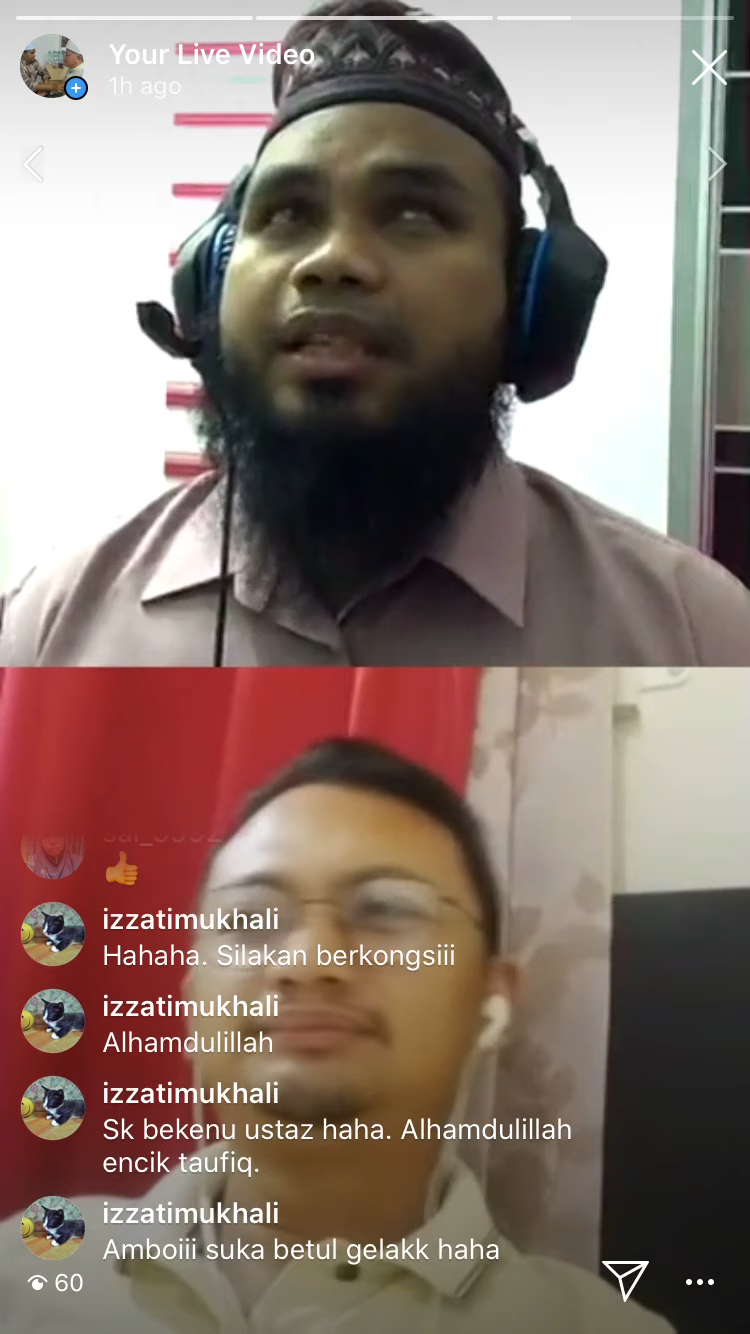 Your Live Video
1h ago
izzatimukhali
Hahaha. Silakan berkongsiii
izzatimukhali
Alhamdulillah
izzatimukhali
Sk bekenu ustaz haha. Alhamdulillah
encik taufiq.
izzatimukhali
Amboiii suka betul gelakk haha
60